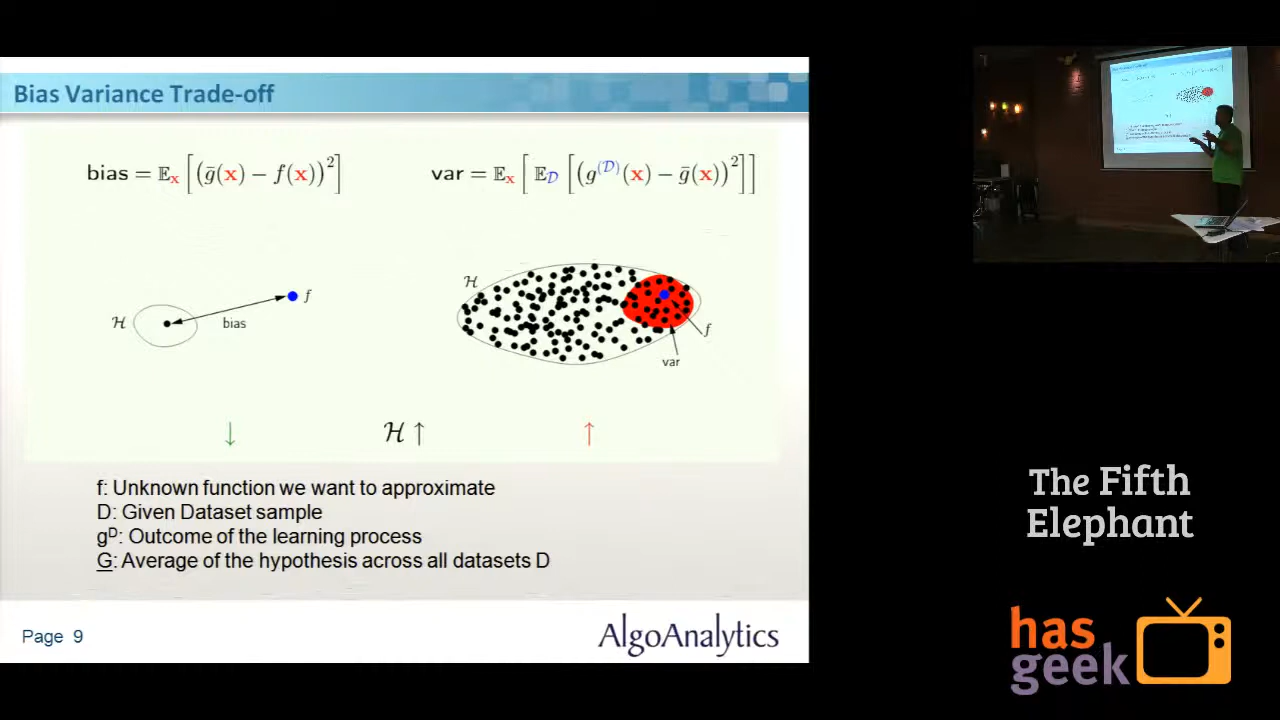 Bias Variance Trade-off
bias = 𝔼ₓ[(ḡ(x) − f(x))²]
var = 𝔼ₓ[𝔼_𝒟[(g^(𝒟)(x) − ḡ(x))²]]
ℋ
bias
f
ℋ
f
var
↓ ℋ ↑ ↑
f: Unknown function we want to approximate
D: Given Dataset sample
gᴰ: Outcome of the learning process
G: Average of the hypothesis across all datasets D
Page 9
AlgoAnalytics
The Fifth
Elephant
has
geek